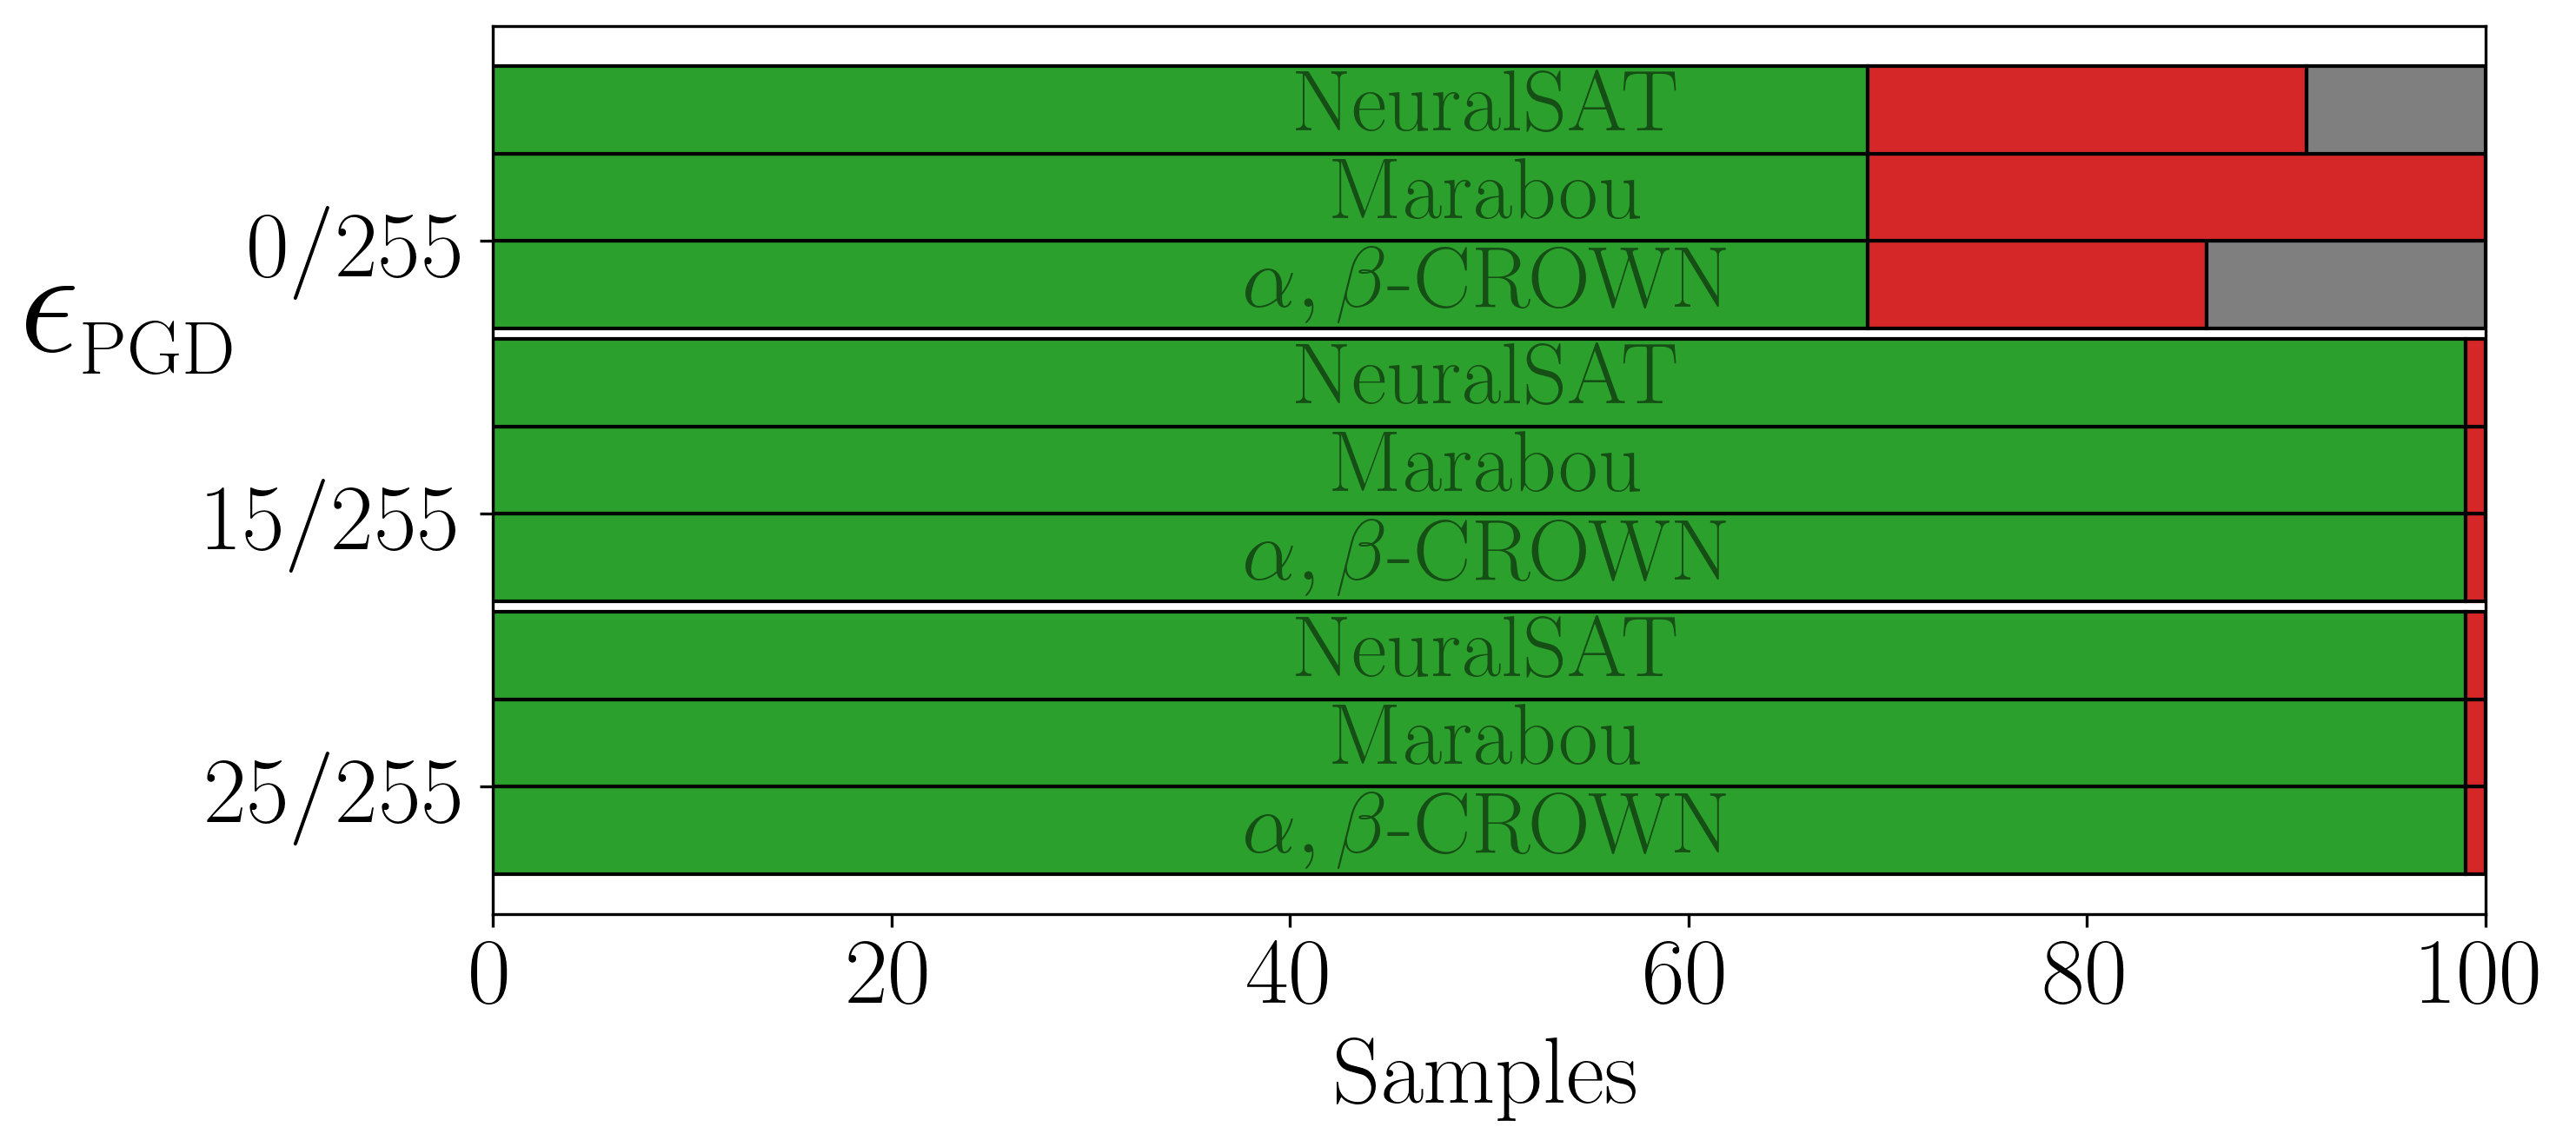 NeuralSAT
Marabou
0/255
α, β-CROWN
ϵPGD
NeuralSAT
Marabou
15/255
α, β-CROWN
NeuralSAT
Marabou
25/255
α, β-CROWN
0 20 40 60 80 100
Samples